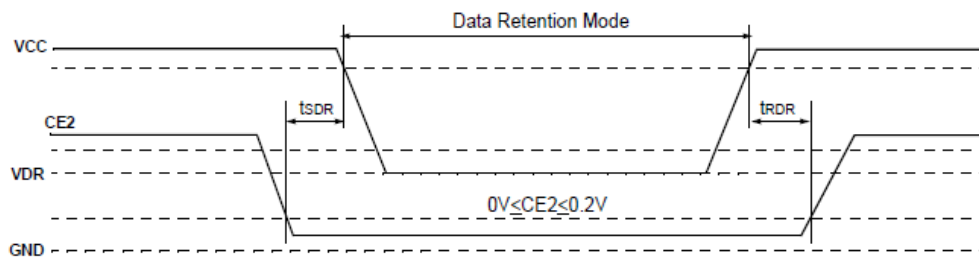 Data Retention Mode
VCC
tSDR
tRDR
CE2
VDR
0V≤CE2≤0.2V
GND